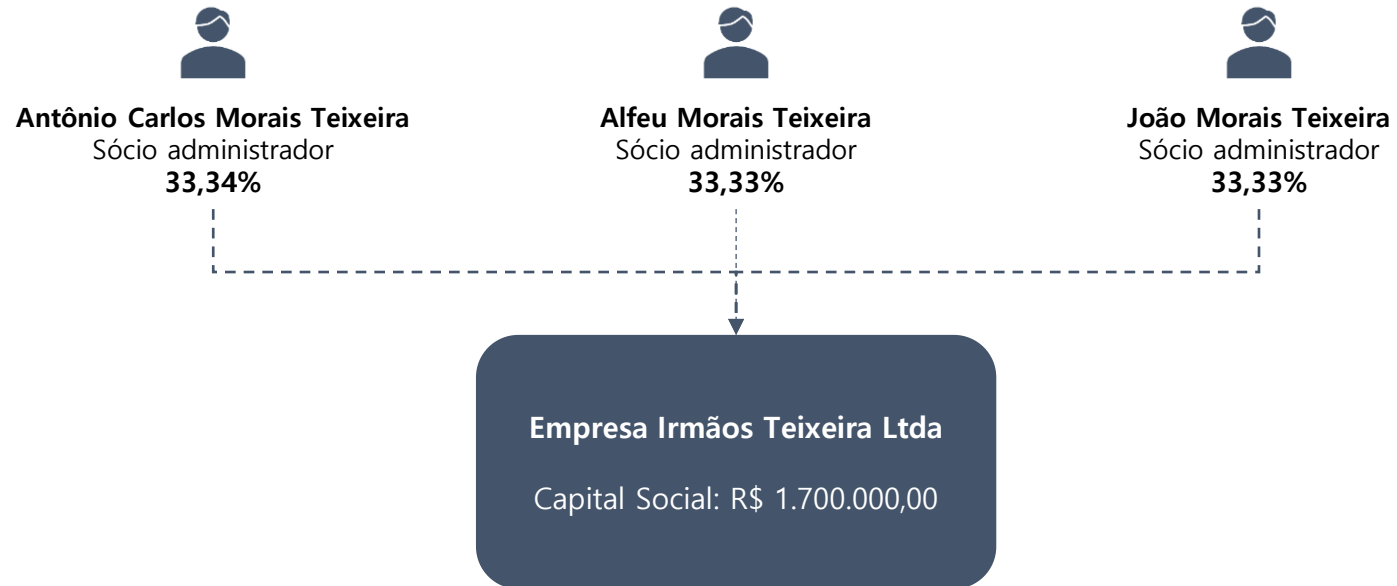 Antônio Carlos Morais Teixeira
Sócio administrador
33,34%
Alfeu Morais Teixeira
Sócio administrador
33,33%
João Morais Teixeira
Sócio administrador
33,33%
Empresa Irmãos Teixeira Ltda
Capital Social: R$ 1.700.000,00